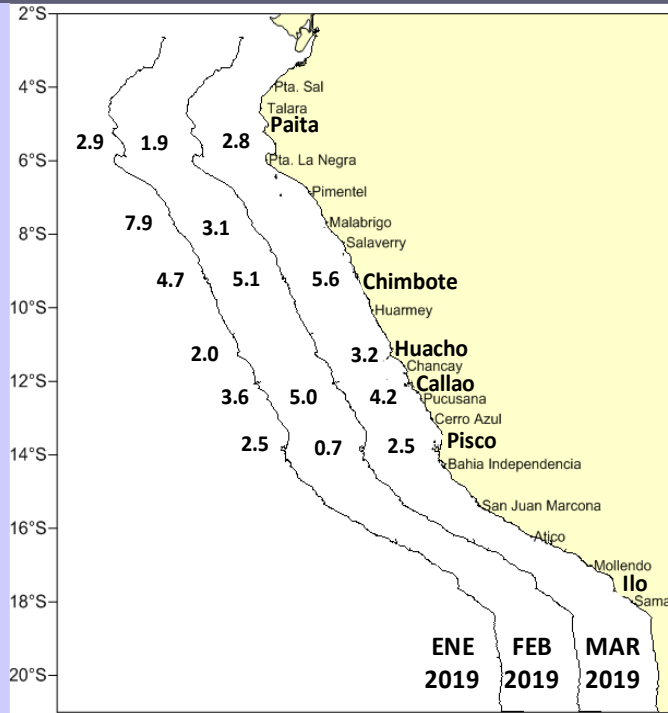 2°S
4°S
Pta. Sal
Talara
Paita
2.9 1.9 2.8
6°S
Pta. La Negra
Pimentel
7.9 3.1
Malabrigo
8°S
Salaverry
4.7 5.1 5.6 Chimbote
10°S
Huarmey
2.0 3.2 Huacho
Chancay
12°S
Callao
3.6 5.0 4.2 Pucusana
Cerro Azul
2.5 0.7 2.5 Pisco
14°S
Bahia Independencia
San Juan Marcona
16°S
Atico
Mollendo
Ilo
18°S
Sama
ENE FEB MAR
2019 2019 2019
20°S